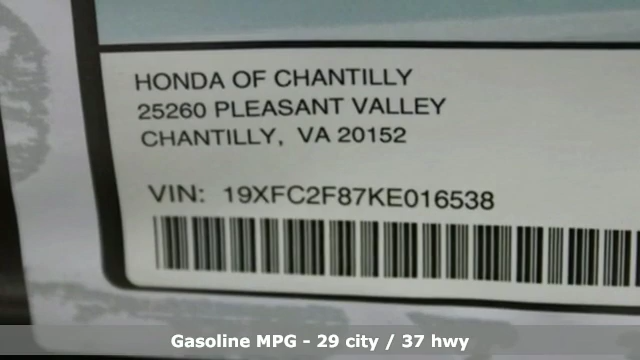 HONDA OF CHANTILLY
25260 PLEASANT VALLEY
CHANTILLY, VA 20152
VIN: 19XFC2F87KE016538
Gasoline MPG - 29 city / 37 hwy